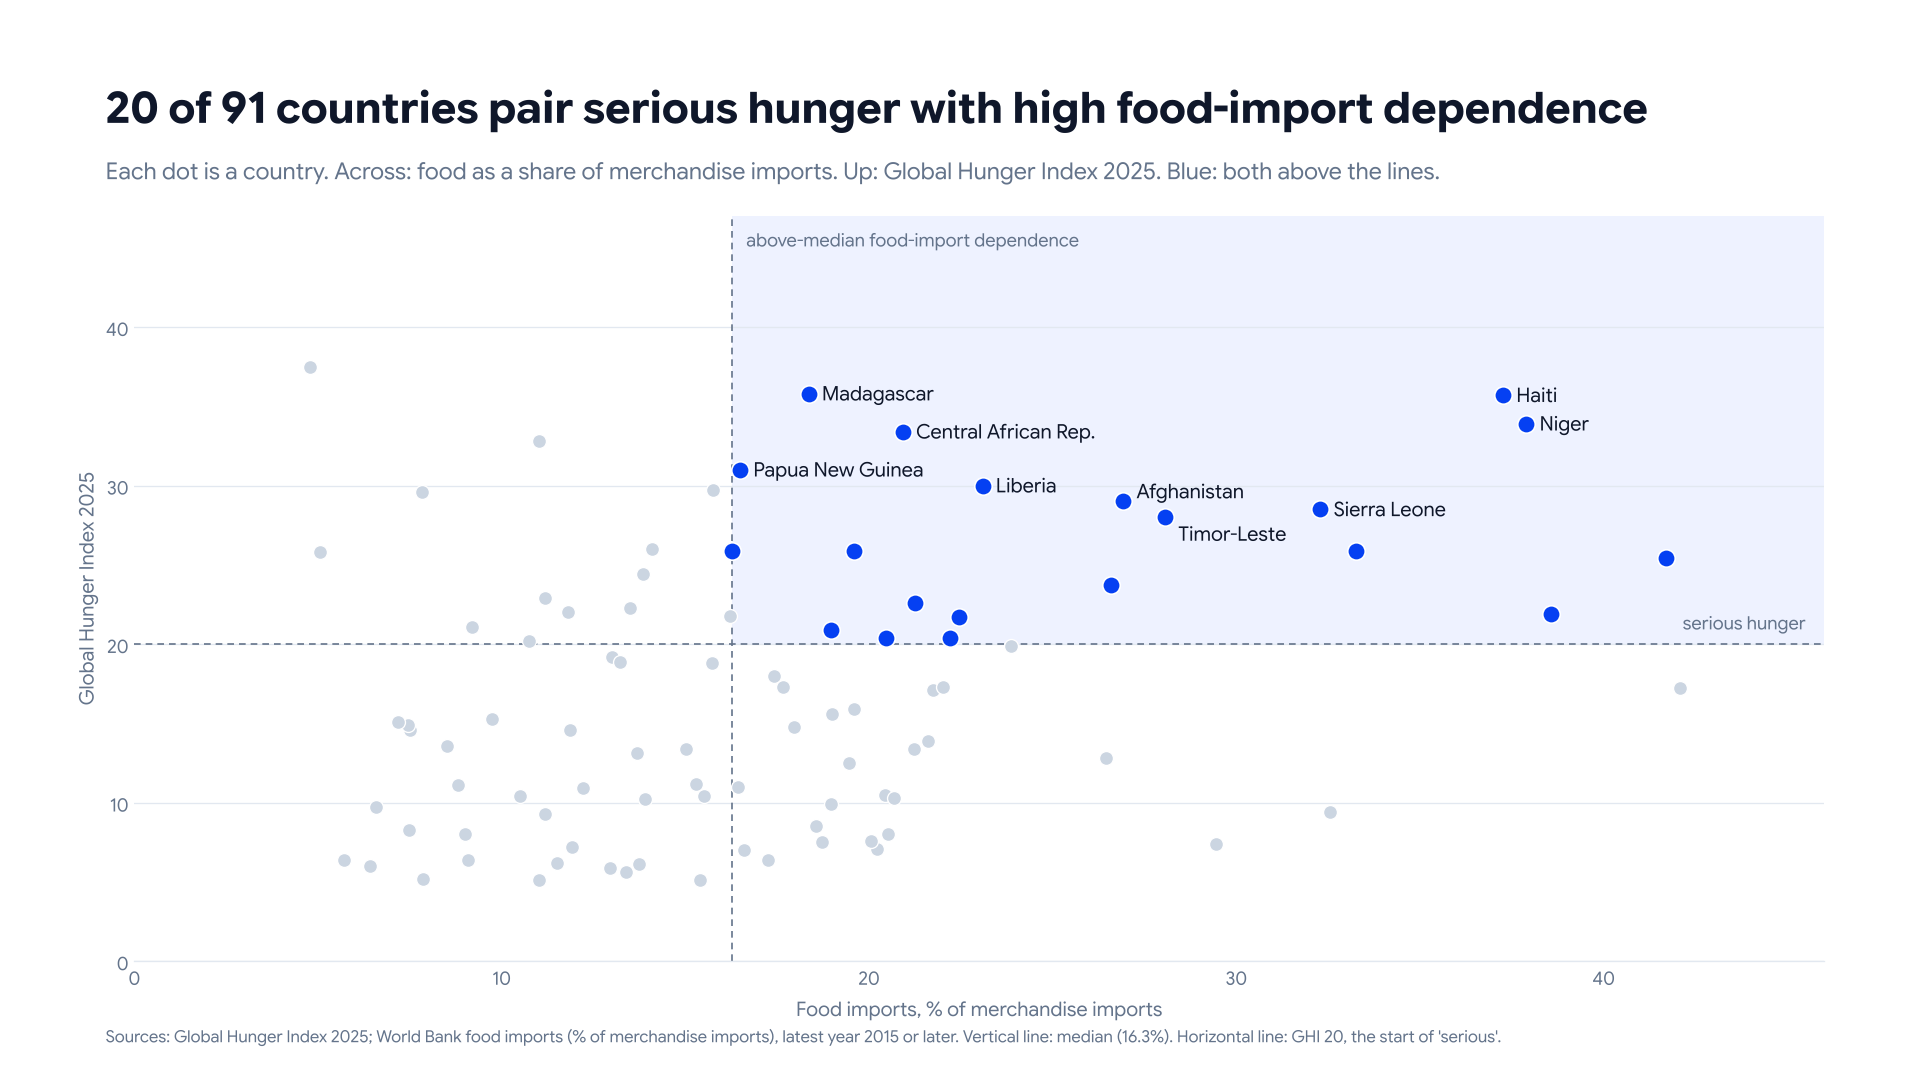 20 of 91 countries pair serious hunger with high food-import dependence
Each dot is a country. Across: food as a share of merchandise imports. Up: Global Hunger Index 2025. Blue: both above the lines.
above-median food-import dependence
40
Madagascar
Haiti
Niger
Central African Rep.
Papua New Guinea
30
Liberia
Afghanistan
Sierra Leone
Timor-Leste
serious hunger
20
10
0
Global Hunger Index 2025
0 10 20 30 40
Food imports, % of merchandise imports
Sources: Global Hunger Index 2025; World Bank food imports (% of merchandise imports), latest year 2015 or later. Vertical line: median (16.3%). Horizontal line: GHI 20, the start of 'serious'.